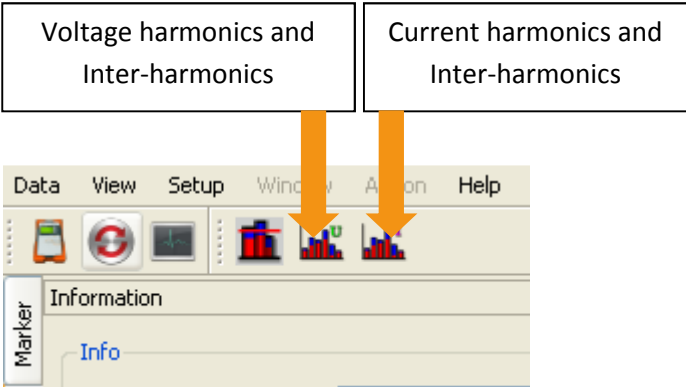 Voltage harmonics and
Inter-harmonics
Current harmonics and
Inter-harmonics
Data View Setup Help
U
Information
Marker
Info